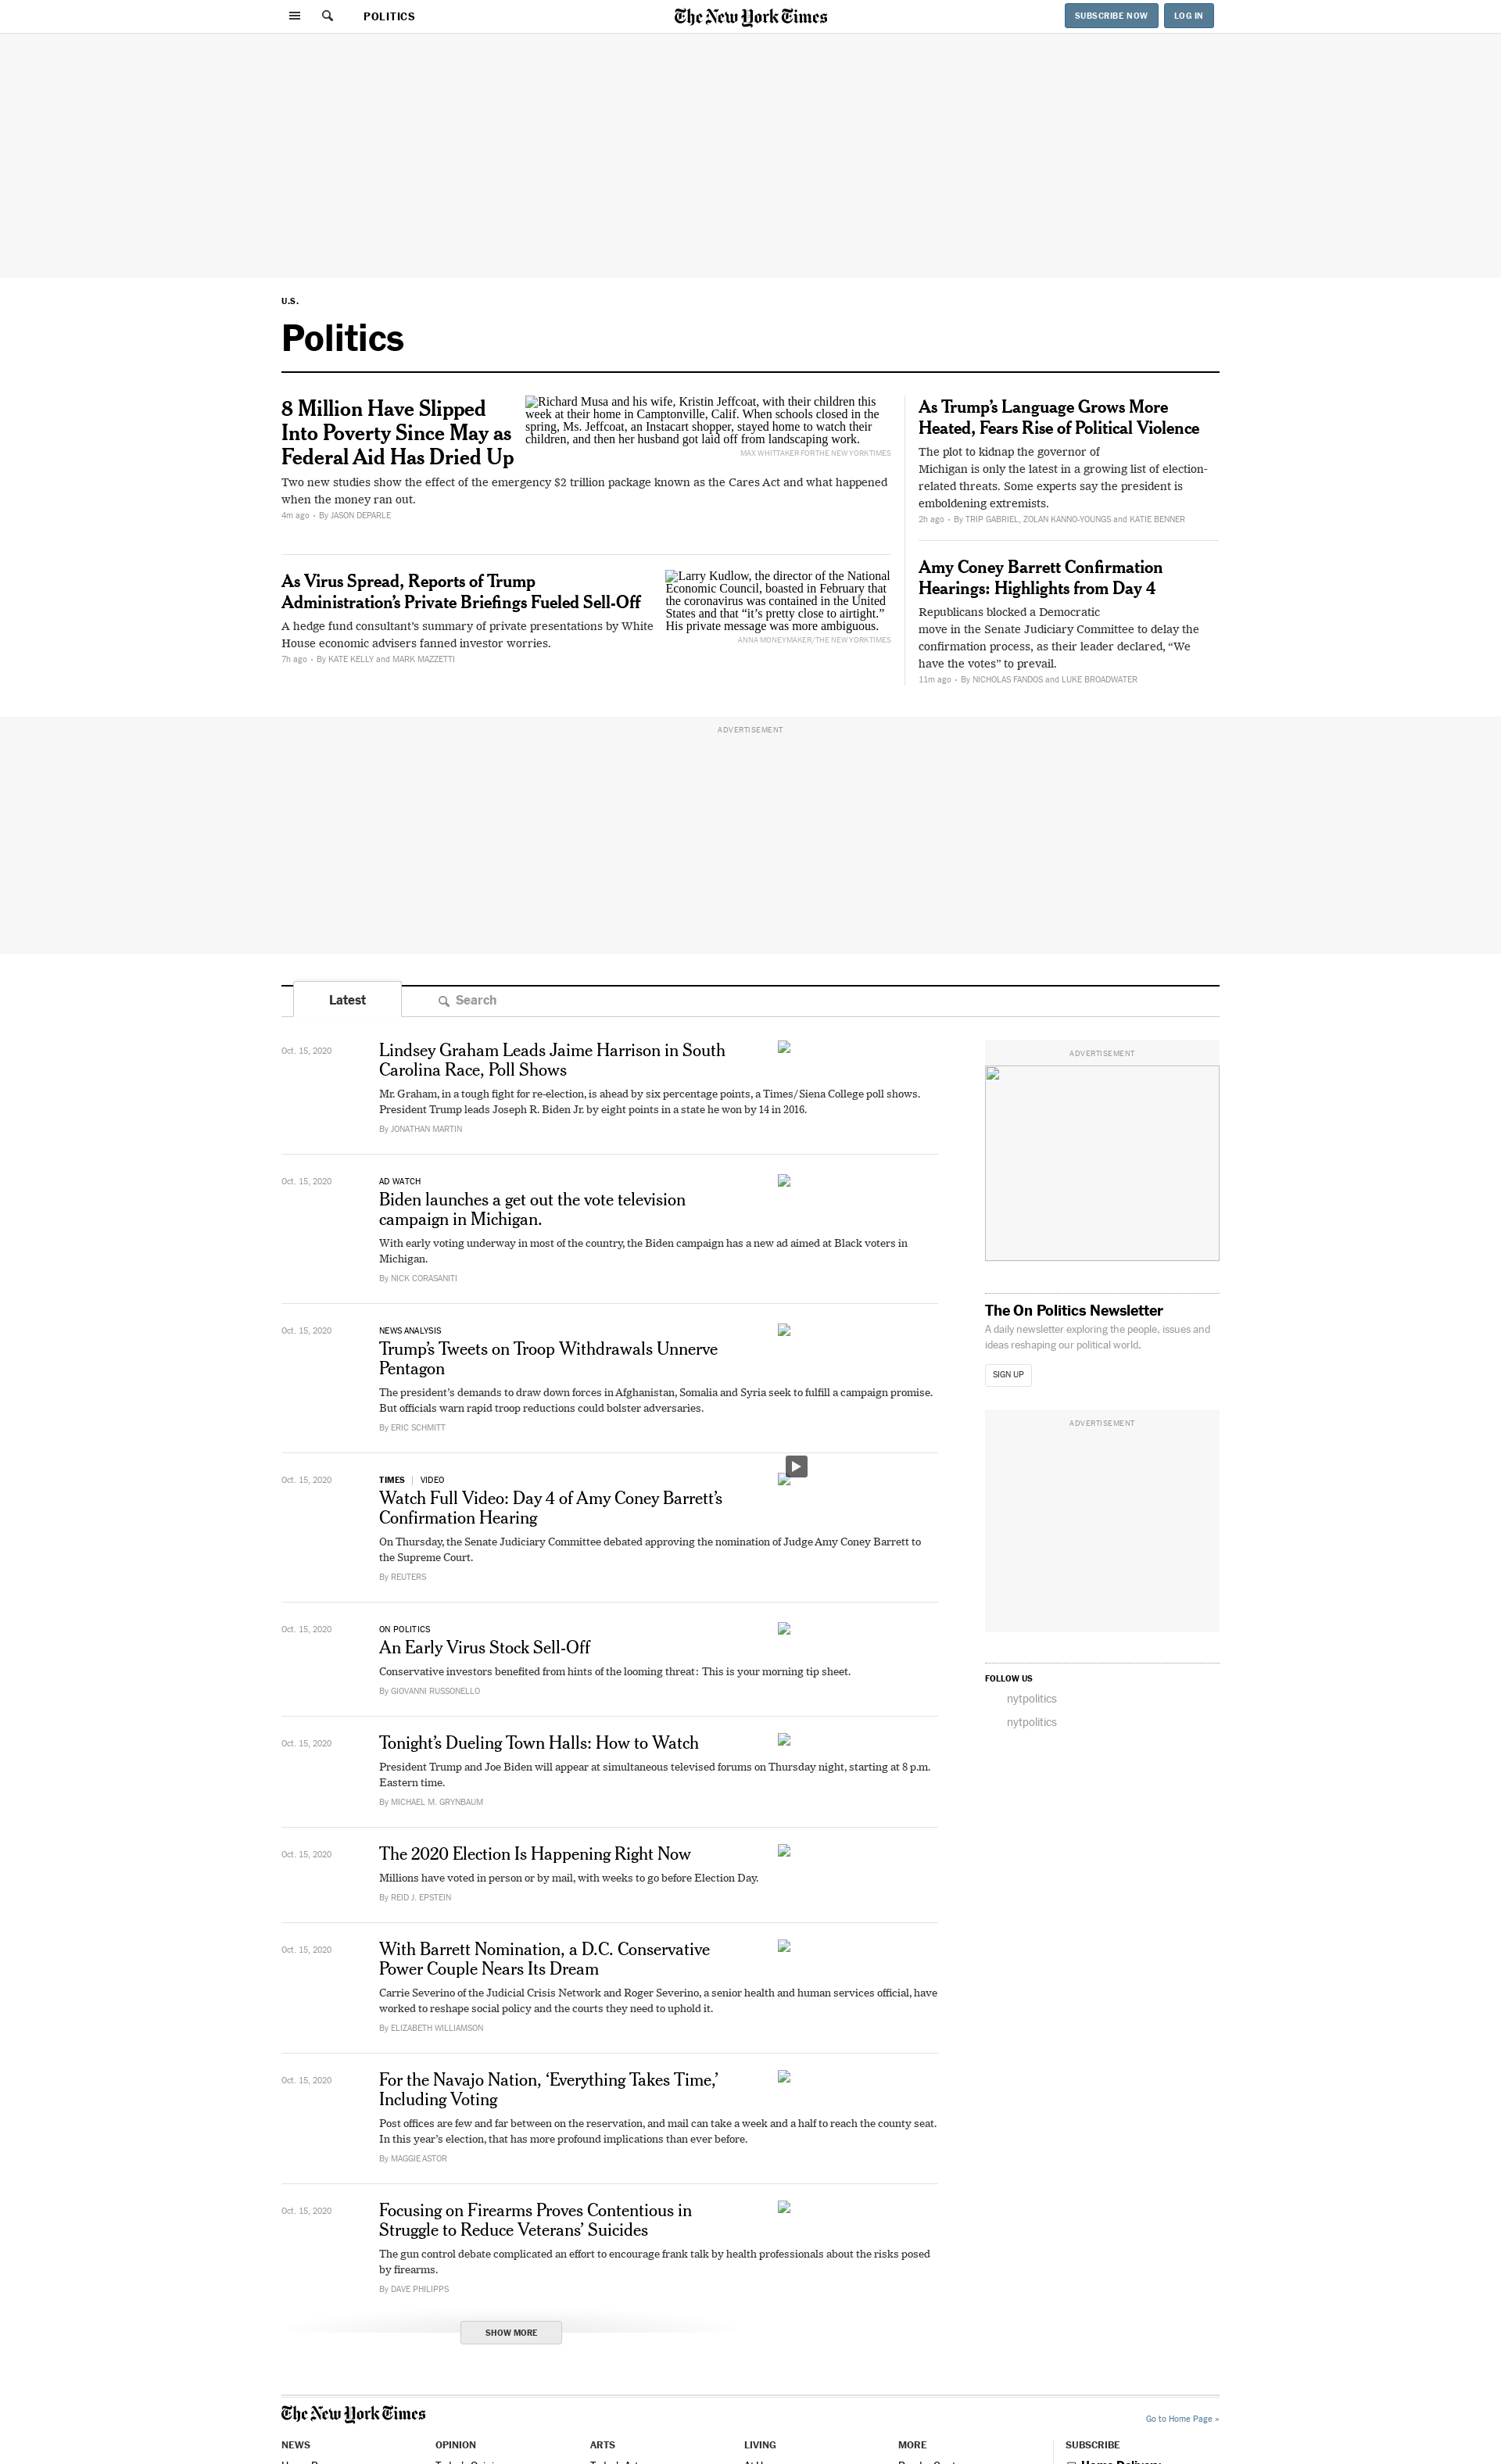 POLITICS
The New York Times
SUBSCRIBE NOW
LOG IN
U.S.
Politics
8 Million Have Slipped
Into Poverty Since May as
Federal Aid Has Dried Up
Richard Musa and his wife, Kristin Jeffcoat, with their children this
week at their home in Camptonville, Calif. When schools closed in the
spring, Ms. Jeffcoat, an Instacart shopper, stayed home to watch their
children, and then her husband got laid off from landscaping work.
MAX WHITTAKER FOR THE NEW YORK TIMES
Two new studies show the effect of the emergency $2 trillion package known as the Cares Act and what happened
when the money ran out.
4m ago • By JASON DEPARLE
As Virus Spread, Reports of Trump
Administration’s Private Briefings Fueled Sell-Off
Larry Kudlow, the director of the National
Economic Council, boasted in February that
the coronavirus was contained in the United
States and that “it’s pretty close to airtight.”
His private message was more ambiguous.
ANNA MONEYMAKER/THE NEW YORK TIMES
A hedge fund consultant’s summary of private presentations by White
House economic advisers fanned investor worries.
7h ago • By KATE KELLY and MARK MAZZETTI
As Trump’s Language Grows More
Heated, Fears Rise of Political Violence
The plot to kidnap the governor of
Michigan is only the latest in a growing list of election-
related threats. Some experts say the president is
emboldening extremists.
2h ago • By TRIP GABRIEL, ZOLAN KANNO-YOUNGS and KATIE BENNER
Amy Coney Barrett Confirmation
Hearings: Highlights from Day 4
Republicans blocked a Democratic
move in the Senate Judiciary Committee to delay the
confirmation process, as their leader declared, “We
have the votes” to prevail.
11m ago • By NICHOLAS FANDOS and LUKE BROADWATER
ADVERTISEMENT
Latest
Search
Oct. 15, 2020
Lindsey Graham Leads Jaime Harrison in South
Carolina Race, Poll Shows
Mr. Graham, in a tough fight for re-election, is ahead by six percentage points, a Times/Siena College poll shows.
President Trump leads Joseph R. Biden Jr. by eight points in a state he won by 14 in 2016.
By JONATHAN MARTIN
Oct. 15, 2020
AD WATCH
Biden launches a get out the vote television
campaign in Michigan.
With early voting underway in most of the country, the Biden campaign has a new ad aimed at Black voters in
Michigan.
By NICK CORASANITI
Oct. 15, 2020
NEWS ANALYSIS
Trump’s Tweets on Troop Withdrawals Unnerve
Pentagon
The president’s demands to draw down forces in Afghanistan, Somalia and Syria seek to fulfill a campaign promise.
But officials warn rapid troop reductions could bolster adversaries.
By ERIC SCHMITT
Oct. 15, 2020
TIMES | VIDEO
Watch Full Video: Day 4 of Amy Coney Barrett’s
Confirmation Hearing
On Thursday, the Senate Judiciary Committee debated approving the nomination of Judge Amy Coney Barrett to
the Supreme Court.
By REUTERS
Oct. 15, 2020
ON POLITICS
An Early Virus Stock Sell-Off
Conservative investors benefited from hints of the looming threat: This is your morning tip sheet.
By GIOVANNI RUSSONELLO
Oct. 15, 2020
Tonight’s Dueling Town Halls: How to Watch
President Trump and Joe Biden will appear at simultaneous televised forums on Thursday night, starting at 8 p.m.
Eastern time.
By MICHAEL M. GRYNBAUM
Oct. 15, 2020
The 2020 Election Is Happening Right Now
Millions have voted in person or by mail, with weeks to go before Election Day.
By REID J. EPSTEIN
Oct. 15, 2020
With Barrett Nomination, a D.C. Conservative
Power Couple Nears Its Dream
Carrie Severino of the Judicial Crisis Network and Roger Severino, a senior health and human services official, have
worked to reshape social policy and the courts they need to uphold it.
By ELIZABETH WILLIAMSON
Oct. 15, 2020
For the Navajo Nation, ‘Everything Takes Time,’
Including Voting
Post offices are few and far between on the reservation, and mail can take a week and a half to reach the county seat.
In this year’s election, that has more profound implications than ever before.
By MAGGIE ASTOR
Oct. 15, 2020
Focusing on Firearms Proves Contentious in
Struggle to Reduce Veterans’ Suicides
The gun control debate complicated an effort to encourage frank talk by health professionals about the risks posed
by firearms.
By DAVE PHILIPPS
SHOW MORE
ADVERTISEMENT
The On Politics Newsletter
A daily newsletter exploring the people, issues and
ideas reshaping our political world.
SIGN UP
ADVERTISEMENT
FOLLOW US
nytpolitics
nytpolitics
The New York Times
Go to Home Page »
NEWS
OPINION
ARTS
LIVING
MORE
SUBSCRIBE